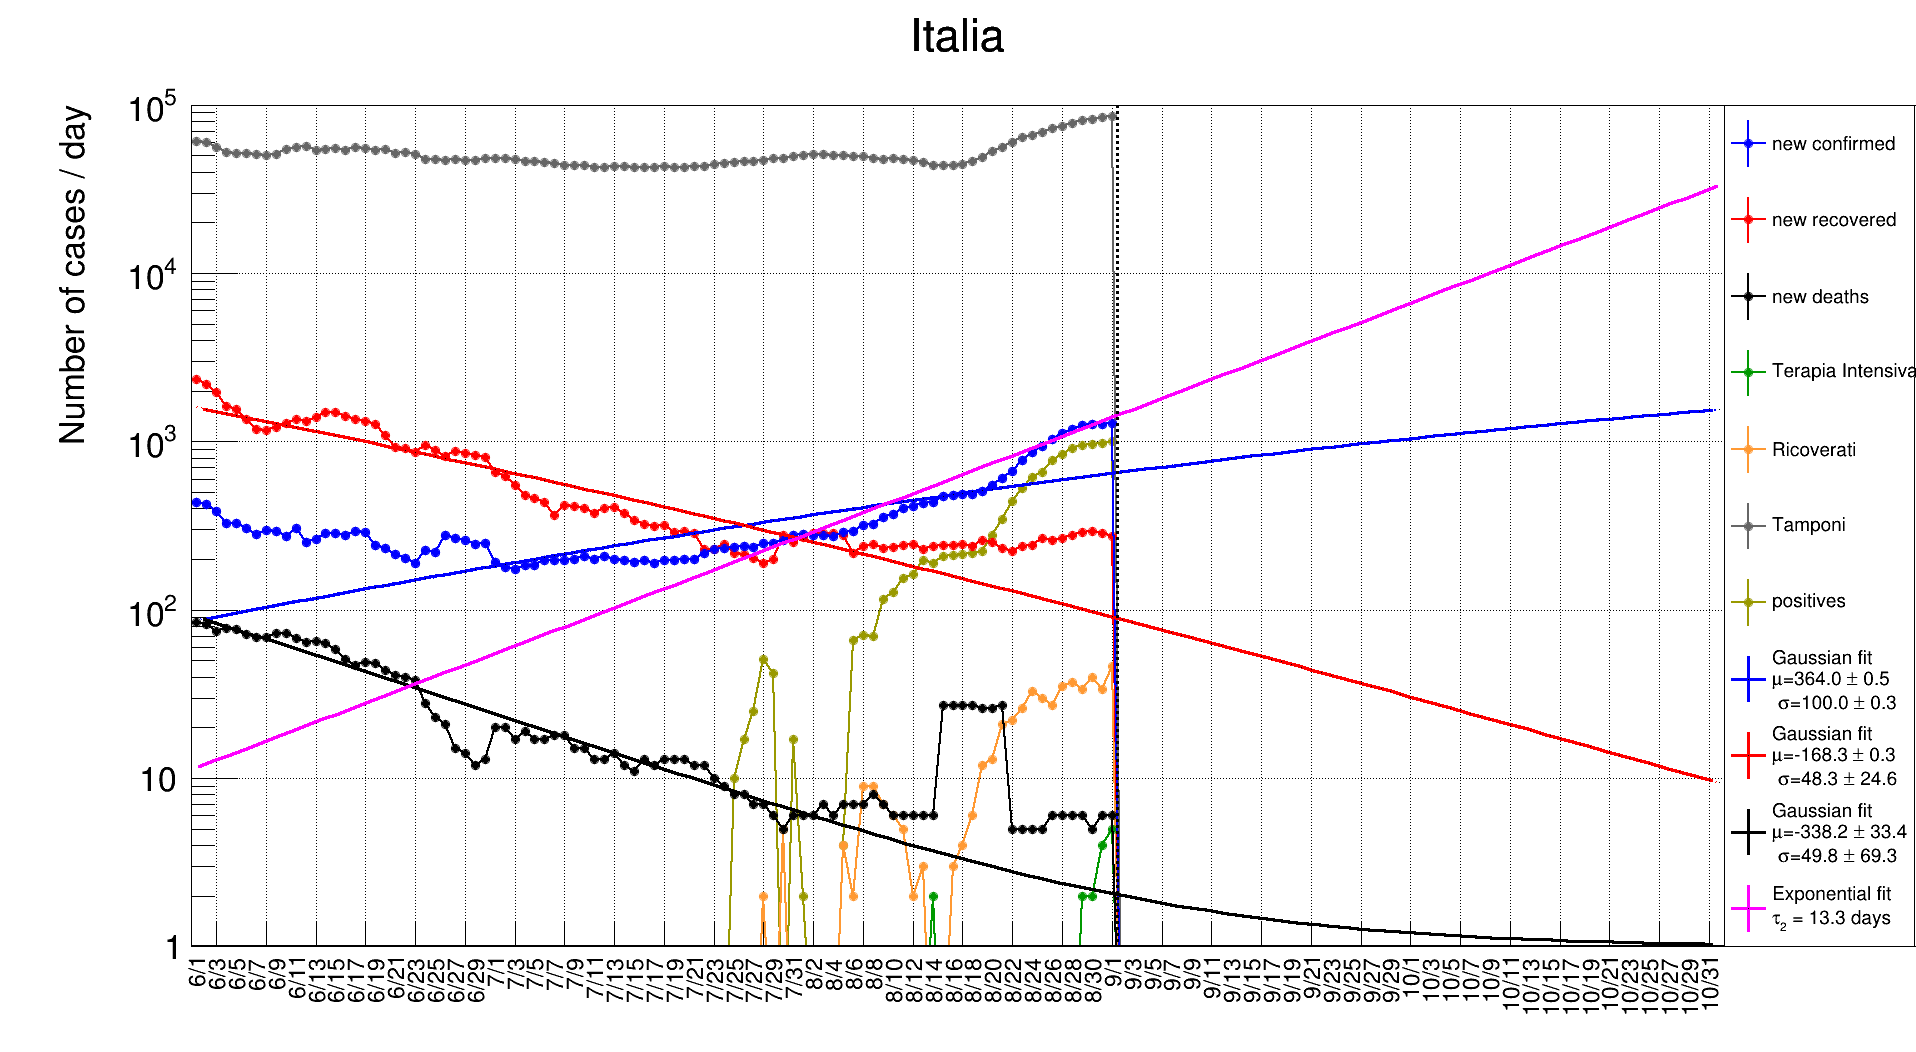 Italia
Number of cases / day
10^5
10^4
10^3
10^2
10
1
6/1 6/3 6/5 6/7 6/9 6/11 6/13 6/15 6/17 6/19 6/21 6/23 6/25 6/27 6/29 7/1 7/3 7/5 7/7 7/9 7/11 7/13 7/15 7/17 7/19 7/21 7/23 7/25 7/27 7/29 7/31 8/2 8/4 8/6 8/8 8/10 8/12 8/14 8/16 8/18 8/20 8/22 8/24 8/26 8/28 8/30 9/1 9/3 9/5 9/7 9/9 9/11 9/13 9/15 9/17 9/19 9/21 9/23 9/25 9/27 9/29 10/1 10/3 10/5 10/7 10/9 10/11 10/13 10/15 10/17 10/19 10/21 10/23 10/25 10/27 10/29 10/31
new confirmed
new recovered
new deaths
Terapia Intensiva
Ricoverati
Tamponi
positives
Gaussian fit
μ=364.0 ± 0.5
σ=100.0 ± 0.3
Gaussian fit
μ=-168.3 ± 0.3
σ=48.3 ± 24.6
Gaussian fit
μ=-338.2 ± 33.4
σ=49.8 ± 69.3
Exponential fit
τ2 = 13.3 days